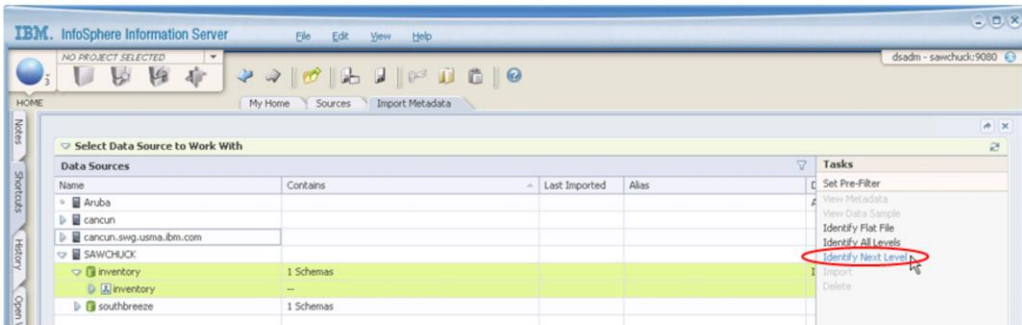 IBM. InfoSphere Information Server File Edit View Help
NO PROJECT SELECTED
dsadm - sawchuck:9080
HOME
My Home Sources Import Metadata
Notes
Shortcuts
History
Open
Select Data Source to Work With
Data Sources
Name Contains Last Imported Alias
Aruba
cancun
cancun.swg.usma.ibm.com
SAWCHUCK
inventory 1 Schemas
inventory --
southbreeze 1 Schemas
Tasks
Set Pre-Filter
View Metadata
View Data Sample
Identify Flat File
Identify All Levels
Identify Next Level
Import
Delete